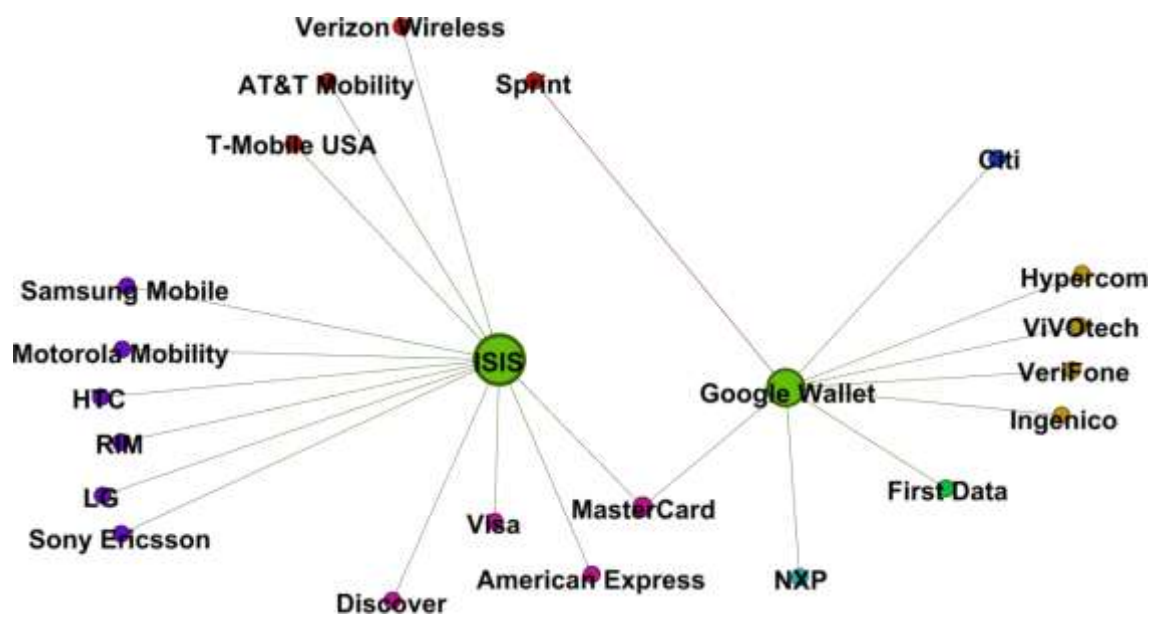 Verizon Wireless
AT&T Mobility
Sprint
T-Mobile USA
Citi
Samsung Mobile
Hypercom
ViVOtech
Motorola Mobility
ISIS
VeriFone
Google Wallet
HTC
Ingenico
RIM
LG
First Data
MasterCard
Visa
Sony Ericsson
American Express
NXP
Discover